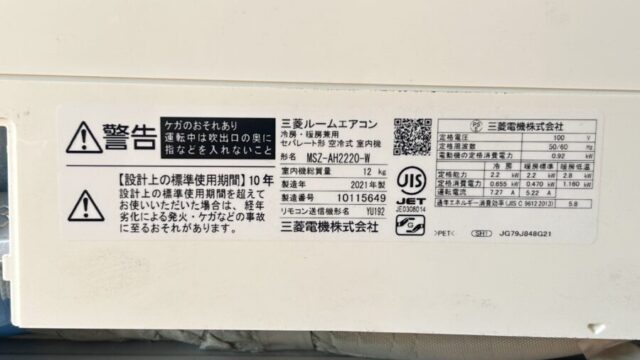 警告
ケガのおそれあり
運転中は吹出口の奥に
指などを入れないこと
【設計上の標準使用期間】10年
設計上の標準使用期間を超えて
お使いいただいた場合は、経年
劣化による発火・ケガなどの事故
に至るおそれがあります。
三菱ルームエアコン
冷房・暖房兼用
セパレート形 空冷式 室内機
形名 MSZ-AH2220-W
室内機総質量 12 kg
製造年 2021年製
製造番号 10115649
リモコン送信機形名 YU192
三菱電機株式会社
JIS
JET
JE0308014
PS E 三菱電機株式会社
定格電圧 100 V
定格周波数 50/60 Hz
電動機の定格消費電力 0.92 kW
冷房 暖房標準 暖房低温
定格能力 2.2 kW 2.2 kW 2.8 kW
定格消費電力 0.655 kW 0.470 kW 1.160 kW
運転電流 7.27 A 5.22 A
通年エネルギー消費効率(JIS C 9612:2013) 5.8
>PET< SH1 JG79J848G21